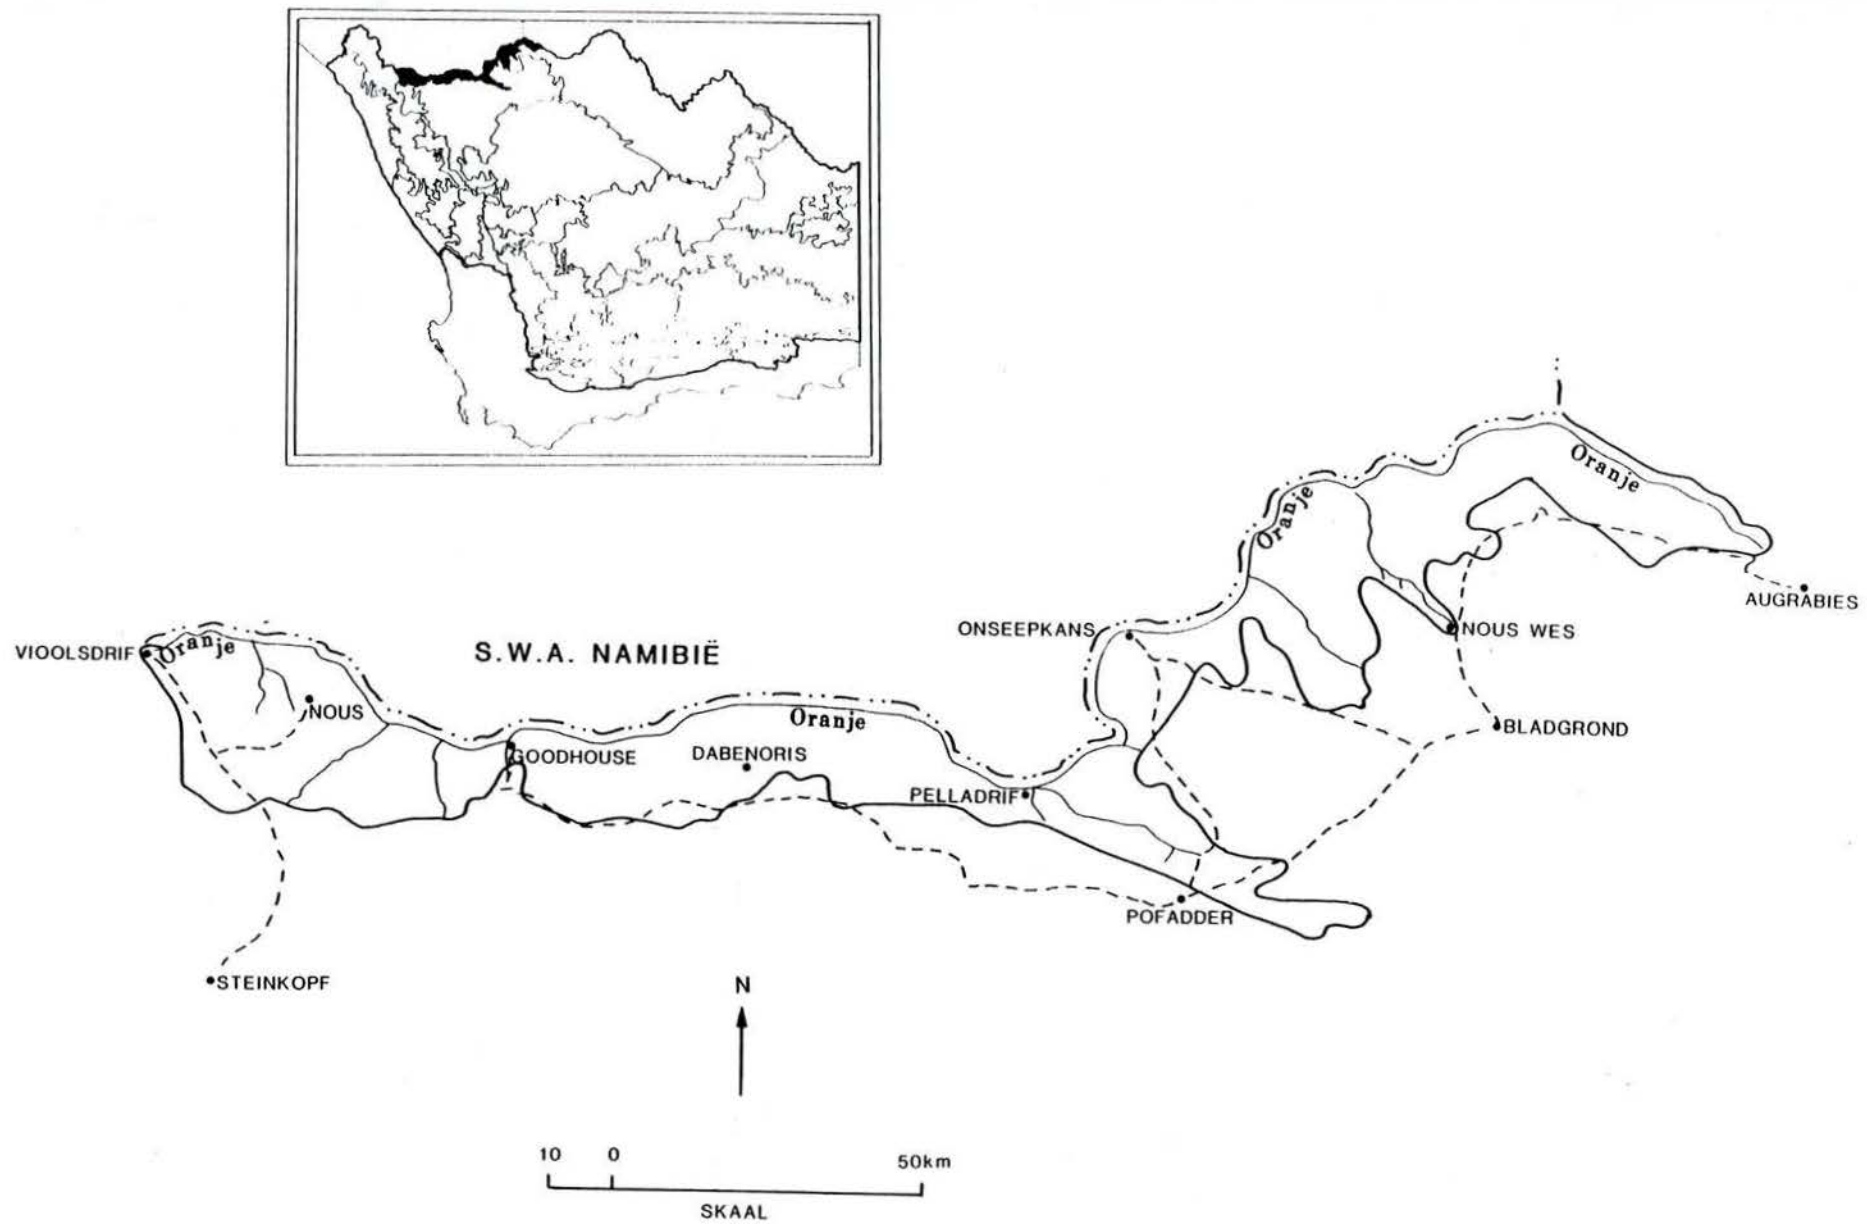 Oranje
Oranje
ONSEEPKANS
AUGRABIES
NOUS WES
VIOOLSDRIF
Oranje
S.W.A. NAMIBIË
NOUS
Oranje
BLADGROND
GOODHOUSE
DABENORIS
PELLADRIF
POFADDER
STEINKOPF
N
10 0 50km
SKAAL